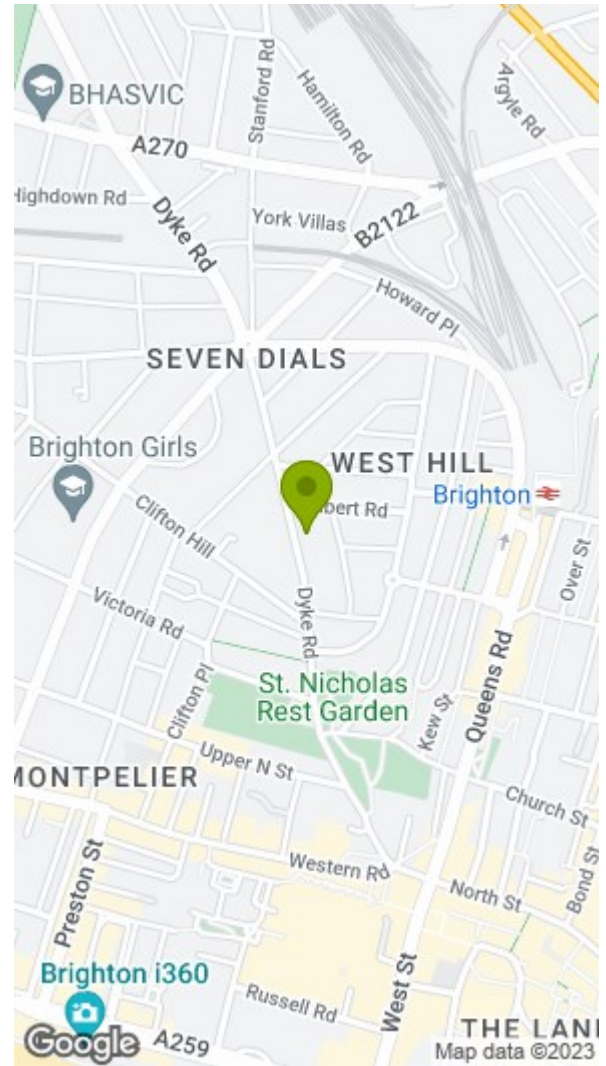 Stanford Rd
Hamilton Rd
Argyle Rd
BHASVIC
A270
Highdown Rd
Dyke Rd
York Villas
B2122
Howard Pl
SEVEN DIALS
Brighton Girls
WEST HILL
Brighton
bert Rd
Clifton Hill
Over St
Victoria Rd
Dyke Rd
Clifton Pl
St. Nicholas
Rest Garden
Kew St
Queens Rd
Upper N St
MONTPELIER
Church St
Bond St
Preston St
Western Rd
North St
Brighton i360
West St
Russell Rd
THE LAN
Google
A259
Map data ©2023